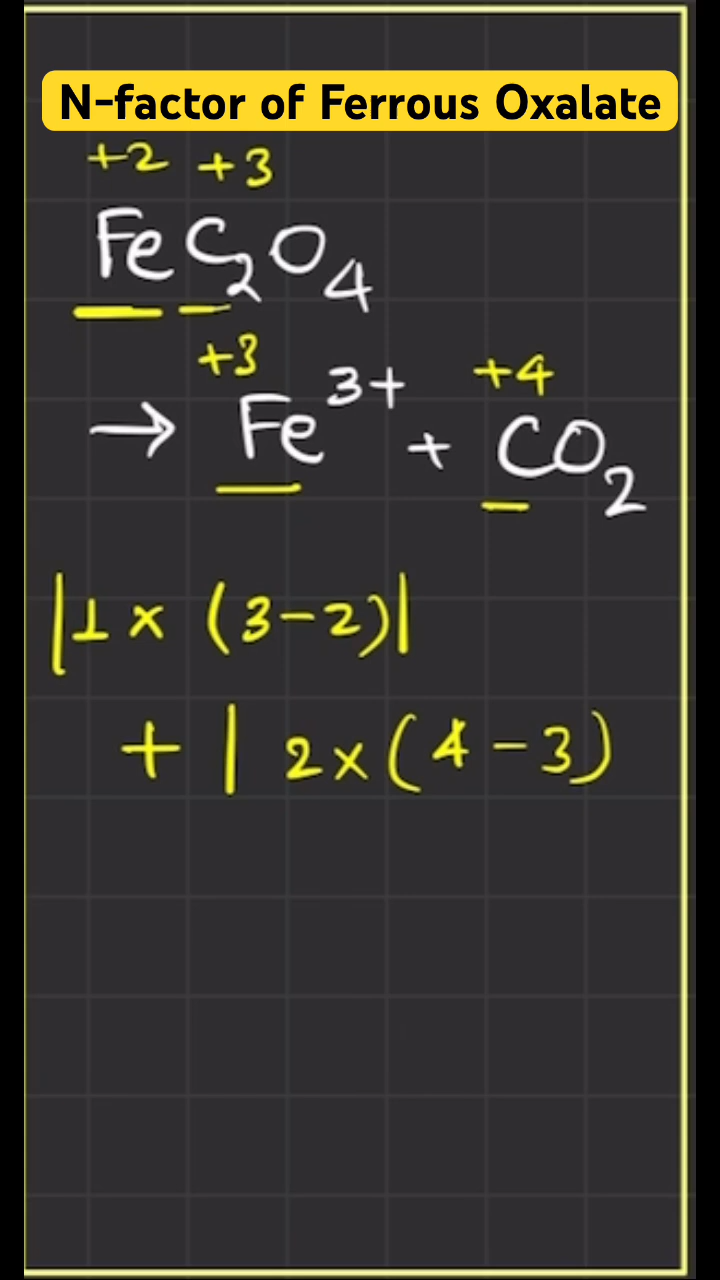 N-factor of Ferrous Oxalate
+2 +3
FeC₂O₄
+3 +4
→ Fe³⁺ + CO₂
|1 × (3-2)|
+ | 2 × (4-3)